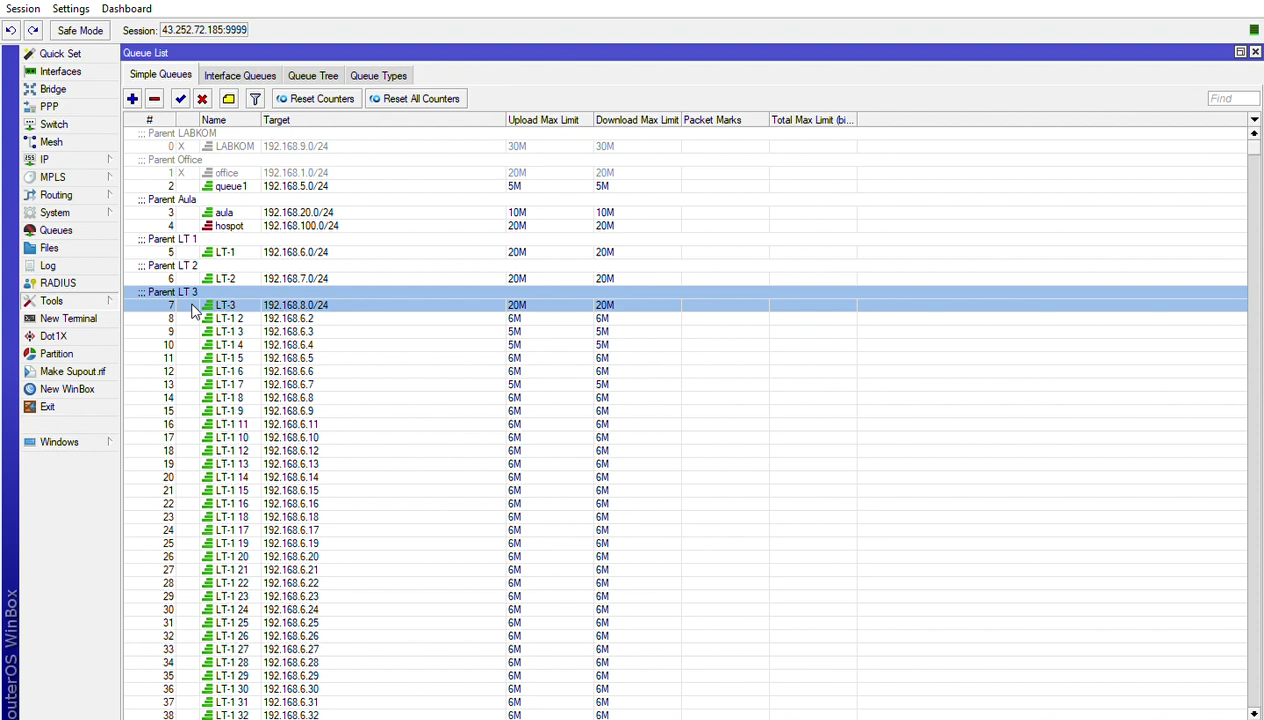 Session Settings Dashboard
Safe Mode Session: 43.252.72.185:9999
Quick Set
Interfaces
Bridge
PPP
Switch
Mesh
IP
MPLS
Routing
System
Queues
Files
Log
RADIUS
Tools
New Terminal
Dot1X
Partition
Make Supout.rif
New WinBox
Exit
Windows
outerOS WinBox
Queue List
Simple Queues Interface Queues Queue Tree Queue Types
Reset Counters Reset All Counters Find
# Name Target Upload Max Limit Download Max Limit Packet Marks Total Max Limit (bi...
::: Parent LABKOM
0 X LABKOM 192.168.9.0/24 30M 30M
::: Parent Office
1 X office 192.168.1.0/24 20M 20M
2 queue1 192.168.5.0/24 5M 5M
::: Parent Aula
3 aula 192.168.20.0/24 10M 10M
4 hospot 192.168.100.0/24 20M 20M
::: Parent LT 1
5 LT-1 192.168.6.0/24 20M 20M
::: Parent LT 2
6 LT-2 192.168.7.0/24 20M 20M
::: Parent LT 3
7 LT-3 192.168.8.0/24 20M 20M
8 LT-1 2 192.168.6.2 6M 6M
9 LT-1 3 192.168.6.3 5M 5M
10 LT-1 4 192.168.6.4 5M 5M
11 LT-1 5 192.168.6.5 6M 6M
12 LT-1 6 192.168.6.6 6M 6M
13 LT-1 7 192.168.6.7 5M 5M
14 LT-1 8 192.168.6.8 6M 6M
15 LT-1 9 192.168.6.9 6M 6M
16 LT-1 11 192.168.6.11 6M 6M
17 LT-1 10 192.168.6.10 6M 6M
18 LT-1 12 192.168.6.12 6M 6M
19 LT-1 13 192.168.6.13 6M 6M
20 LT-1 14 192.168.6.14 6M 6M
21 LT-1 15 192.168.6.15 6M 6M
22 LT-1 16 192.168.6.16 6M 6M
23 LT-1 18 192.168.6.18 6M 6M
24 LT-1 17 192.168.6.17 6M 6M
25 LT-1 19 192.168.6.19 6M 6M
26 LT-1 20 192.168.6.20 6M 6M
27 LT-1 21 192.168.6.21 6M 6M
28 LT-1 22 192.168.6.22 6M 6M
29 LT-1 23 192.168.6.23 6M 6M
30 LT-1 24 192.168.6.24 6M 6M
31 LT-1 25 192.168.6.25 6M 6M
32 LT-1 26 192.168.6.26 6M 6M
33 LT-1 27 192.168.6.27 6M 6M
34 LT-1 28 192.168.6.28 6M 6M
35 LT-1 29 192.168.6.29 6M 6M
36 LT-1 30 192.168.6.30 6M 6M
37 LT-1 31 192.168.6.31 6M 6M
38 LT-1 32 192.168.6.32 6M 6M